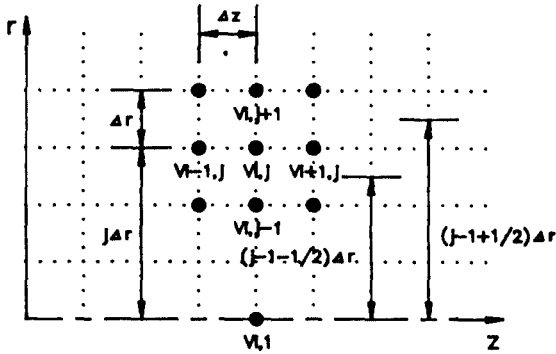 Δz
r
Vi,j+1
Δr
Vi-1,j
Vi,j
Vi+1,j
Vi,j-1
jΔr
(j-1-1/2)Δr
(j-1+1/2)Δr
Vi,1
z